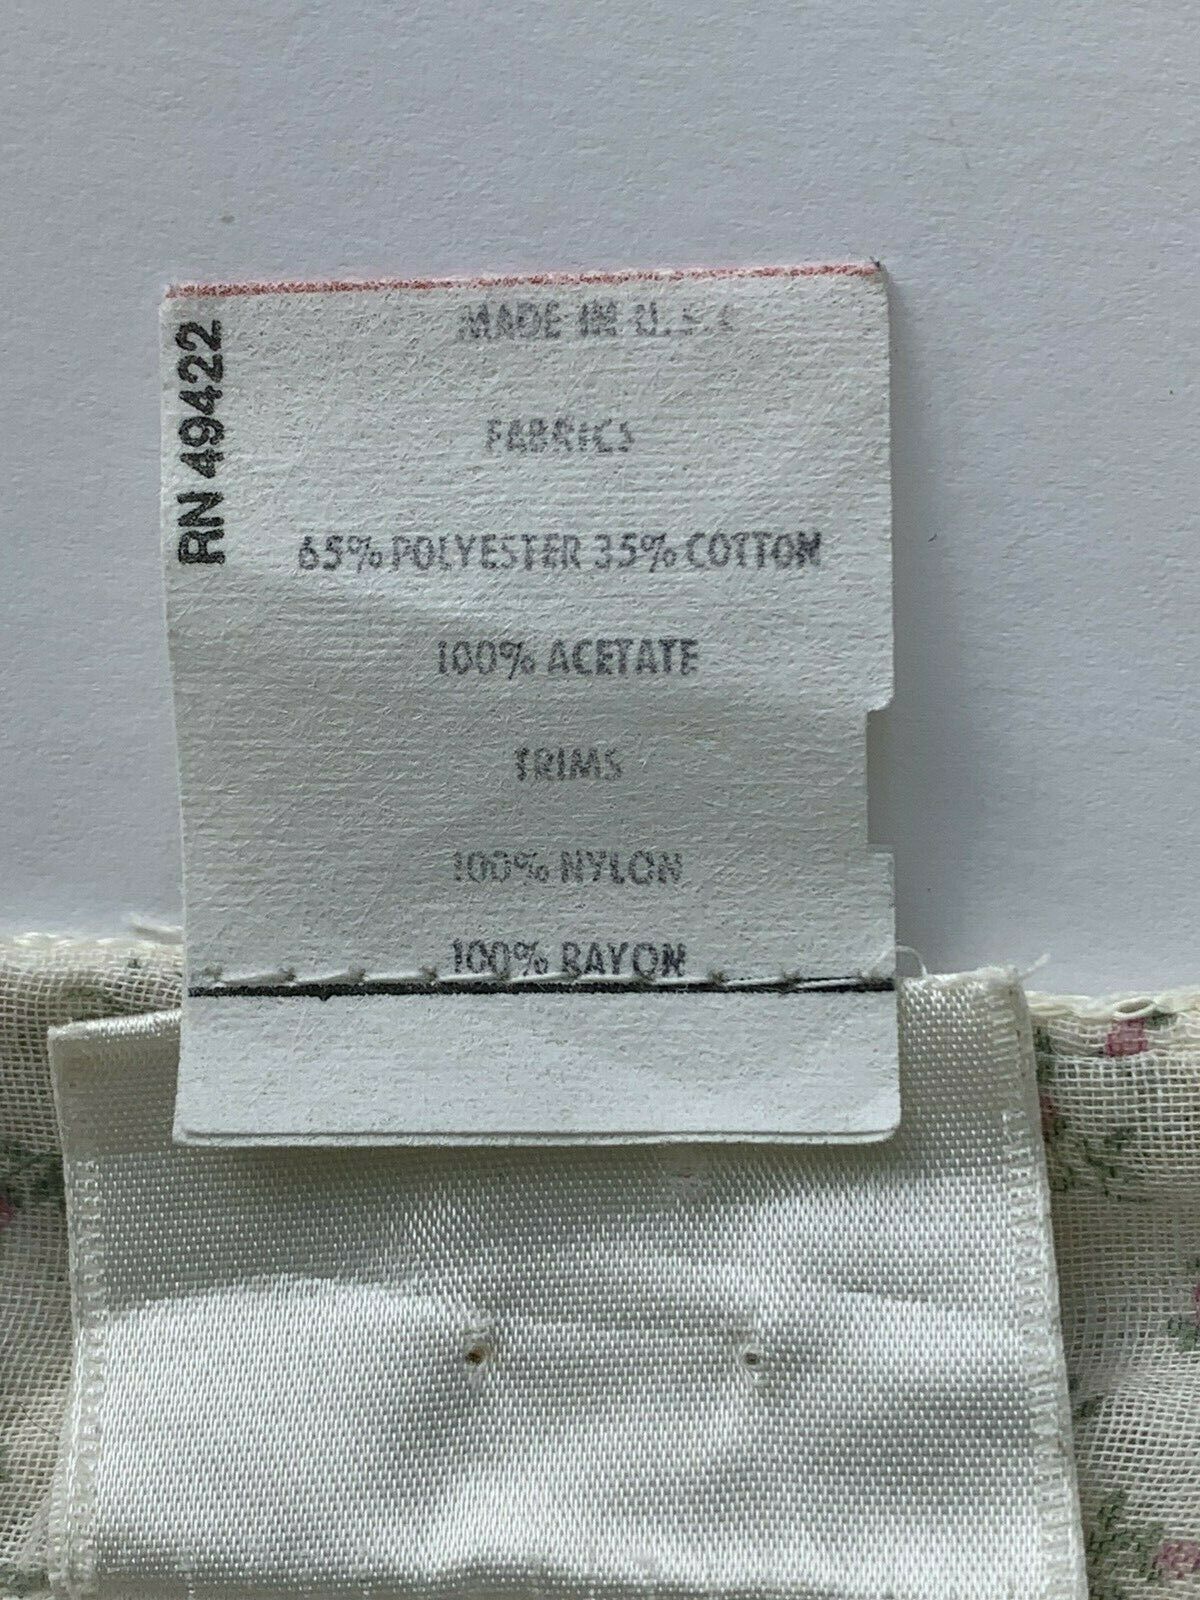 RN 49422
MADE IN U.S.A
FABRICS
65% POLYESTER 35% COTTON
100% ACETATE
TRIMS
100% NYLON
100% RAYON